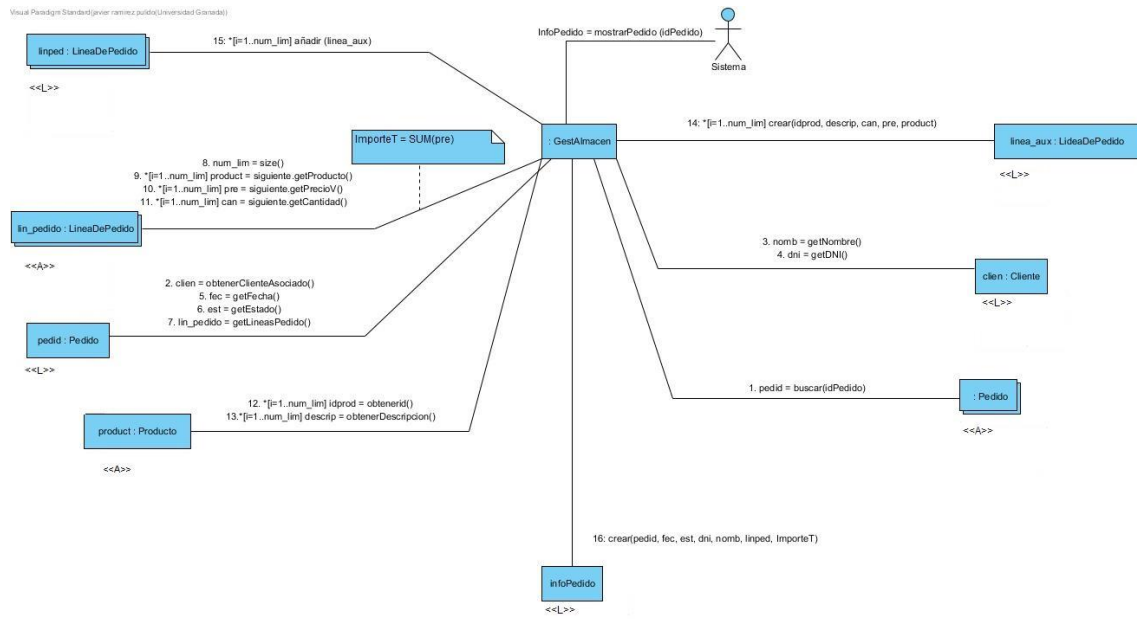 Visual Paradigm Standard(javier ramirez pulido(Universidad Granada))
InfoPedido = mostrarPedido (idPedido)
Sistema
linped : LineaDePedido
<<L>>
15: *[i=1..num_lim] añadir (linea_aux)
: GestAlmacen
14: *[i=1..num_lim] crear(idprod, descrip, can, pre, product)
linea_aux : LideaDePedido
<<L>>
ImporteT = SUM(pre)
8. num_lim = size()
9. *[i=1..num_lim] product = siguiente.getProducto()
10. *[i=1..num_lim] pre = siguiente.getPrecioV()
11. *[i=1..num_lim] can = siguiente.getCantidad()
lin_pedido : LineaDePedido
<<A>>
3. nomb = getNombre()
4. dni = getDNI()
clien : Cliente
<<L>>
2. clien = obtenerClienteAsociado()
5. fec = getFecha()
6. est = getEstado()
7. lin_pedido = getLineasPedido()
pedid : Pedido
<<L>>
1. pedid = buscar(idPedido)
: Pedido
<<A>>
12. *[i=1..num_lim] idprod = obtenerid()
13.*[i=1..num_lim] descrip = obtenerDescripcion()
product : Producto
<<A>>
16: crear(pedid, fec, est, dni, nomb, linped, ImporteT)
infoPedido
<<L>>